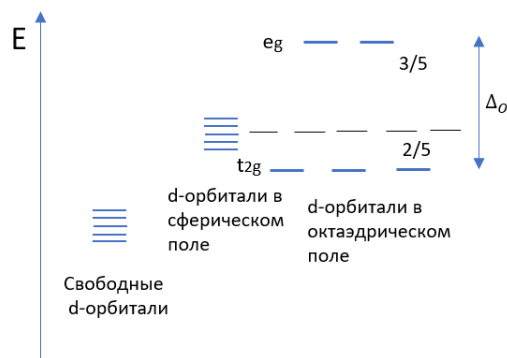 E
eg
3/5
Δo
2/5
t2g
d-орбитали в
сферическом
поле
d-орбитали в
октаэдрическом
поле
Свободные
d-орбитали